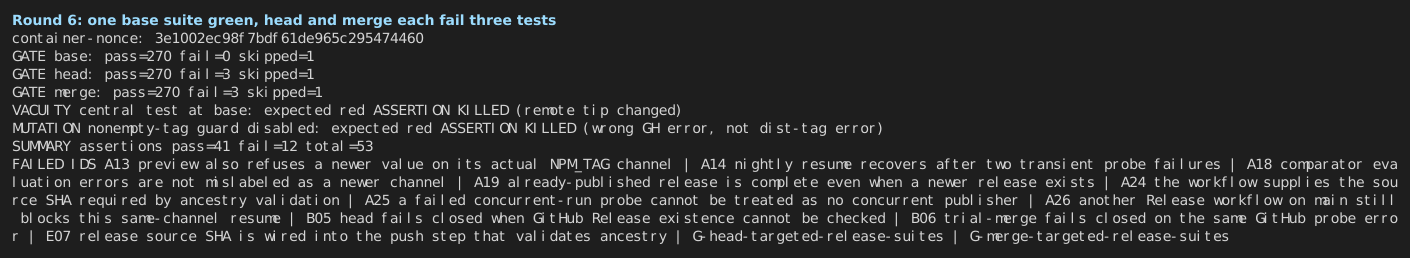 Round 6: one base suite green, head and merge each fail three tests
container-nonce: 3e1002ec98f7bdf61de965c295474460
GATE base: pass=270 fail=0 skipped=1
GATE head: pass=270 fail=3 skipped=1
GATE merge: pass=270 fail=3 skipped=1
VACUITY central test at base: expected red ASSERTION KILLED (remote tip changed)
MUTATION nonempty-tag guard disabled: expected red ASSERTION KILLED (wrong GH error, not dist-tag error)
SUMMARY assertions pass=41 fail=12 total=53
FAILED IDS A13 preview also refuses a newer value on its actual NPM_TAG channel | A14 nightly resume recovers after two transient probe failures | A18 comparator eva
luation errors are not mislabeled as a newer channel | A19 already-published release is complete even when a newer release exists | A24 the workflow supplies the sou
rce SHA required by ancestry validation | A25 a failed concurrent-run probe cannot be treated as no concurrent publisher | A26 another Release workflow on main still
blocks this same-channel resume | B05 head fails closed when GitHub Release existence cannot be checked | B06 trial-merge fails closed on the same GitHub probe erro
r | E07 release source SHA is wired into the push step that validates ancestry | G-head-targeted-release-suites | G-merge-targeted-release-suites